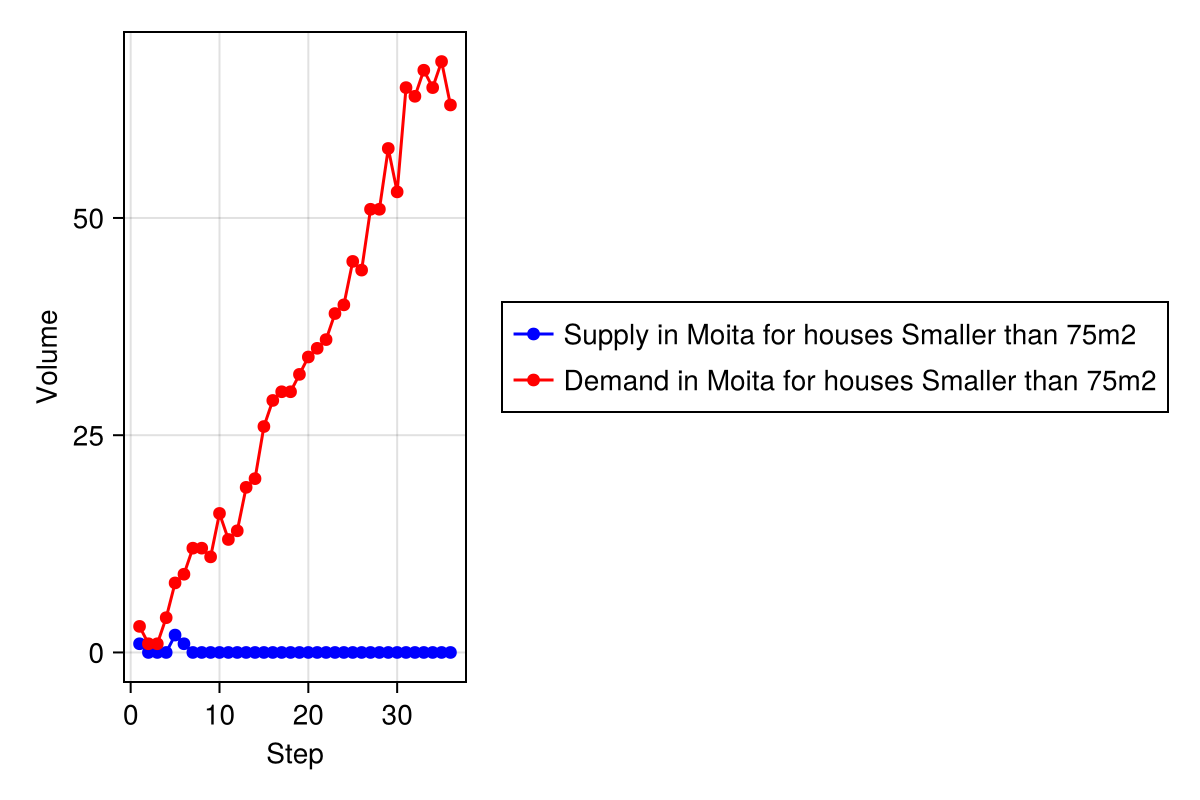 50
25
0
Volume
0 10 20 30
Step
Supply in Moita for houses Smaller than 75m2
Demand in Moita for houses Smaller than 75m2